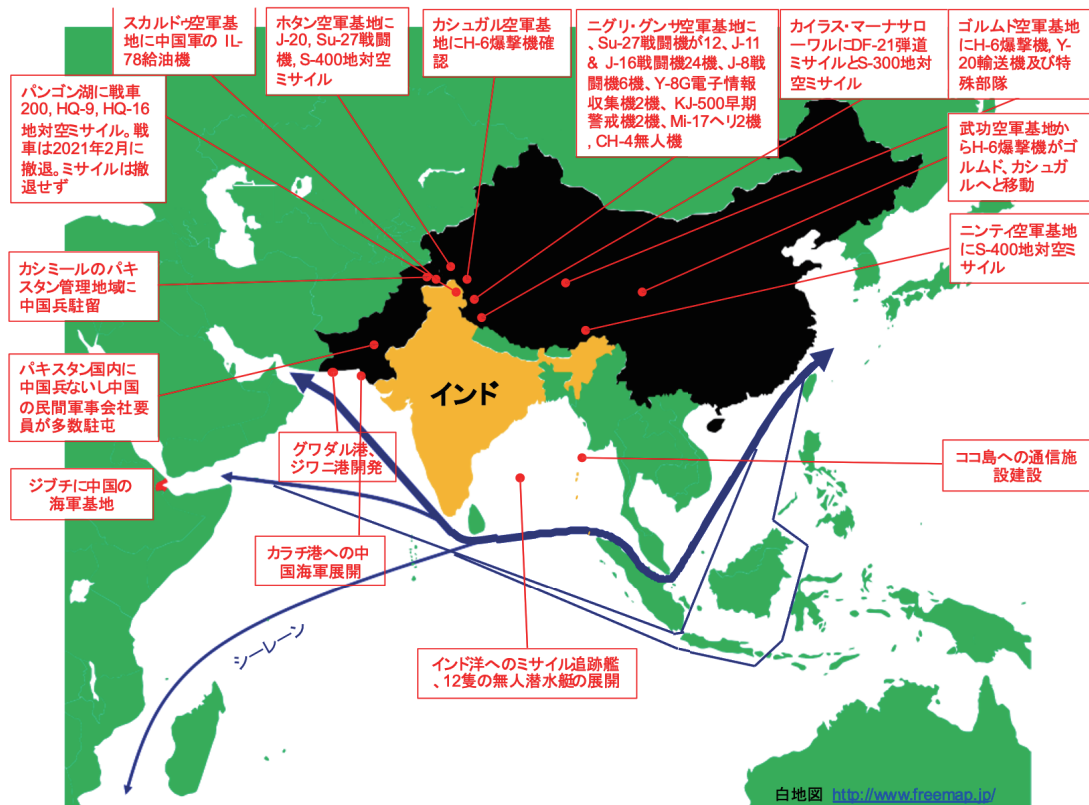 スカルドゥ空軍基
地に中国軍の IL-
78給油機
ホタン空軍基地に
J-20, Su-27戦闘
機, S-400地対空
ミサイル
カシュガル空軍基
地にH-6爆撃機確
認
ニグリ・グンサ空軍基地に
、Su-27戦闘機が12、J-11
& J-16戦闘機24機、J-8戦
闘機6機、Y-8G電子情報
収集機2機、 KJ-500早期
警戒機2機、Mi-17ヘリ2機
, CH-4無人機
カイラス・マーナサロ
ーワルにDF-21弾道
ミサイルとS-300地対
空ミサイル
ゴルムド空軍基
地にH-6爆撃機, Y-
20輸送機及び特
殊部隊
パンゴン湖に戦車
200, HQ-9, HQ-16
地対空ミサイル。戦
車は2021年2月に
撤退。ミサイルは撤
退せず
武功空軍基地か
らH-6爆撃機がゴ
ルムド、カシュガ
ルへと移動
ニンティ空軍基地
にS-400地対空ミ
サイル
カシミールのパキ
スタン管理地域に
中国兵駐留
パキスタン国内に
中国兵ないし中国
の民間軍事会社要
員が多数駐屯
インド
グワダル港、
ジワニ港開発
ココ島への通信施
設建設
ジブチに中国の
海軍基地
カラチ港への中
国海軍展開
シーレーン
インド洋へのミサイル追跡艦
、12隻の無人潜水艇の展開
白地図 http://www.freemap.jp/